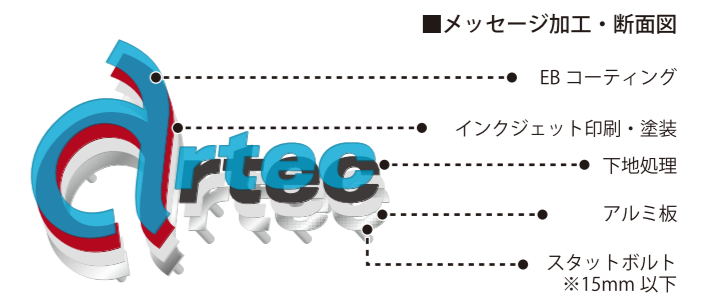 ■メッセージ加工・断面図
EB コーティング
インクジェット印刷・塗装
下地処理
アルミ板
スタットボルト
※15mm 以下
artec